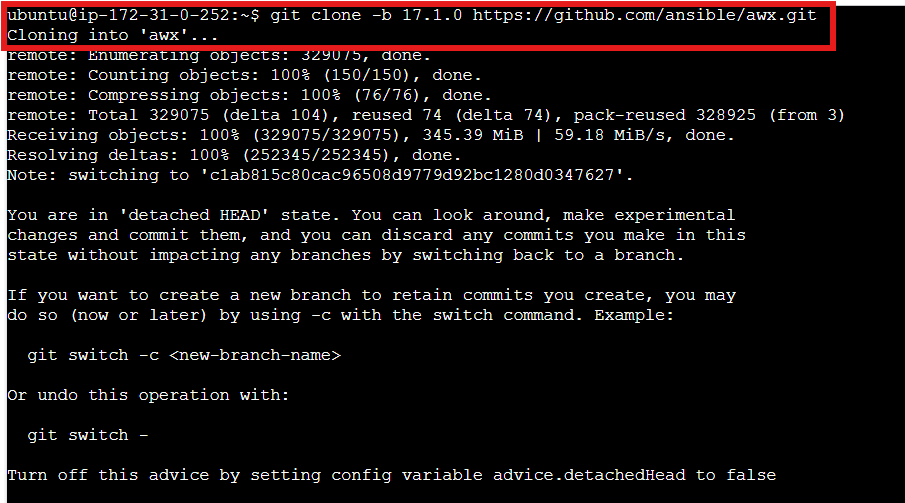 ubuntu@ip-172-31-0-252:~$ git clone -b 17.1.0 https://github.com/ansible/awx.git
Cloning into 'awx'...
remote: Enumerating objects: 329075, done.
remote: Counting objects: 100% (150/150), done.
remote: Compressing objects: 100% (76/76), done.
remote: Total 329075 (delta 104), reused 74 (delta 74), pack-reused 328925 (from 3)
Receiving objects: 100% (329075/329075), 345.39 MiB | 59.18 MiB/s, done.
Resolving deltas: 100% (252345/252345), done.
Note: switching to 'c1ab815c80cac96508d9779d92bc1280d0347627'.

You are in 'detached HEAD' state. You can look around, make experimental
changes and commit them, and you can discard any commits you make in this
state without impacting any branches by switching back to a branch.

If you want to create a new branch to retain commits you create, you may
do so (now or later) by using -c with the switch command. Example:

  git switch -c <new-branch-name>

Or undo this operation with:

  git switch -

Turn off this advice by setting config variable advice.detachedHead to false